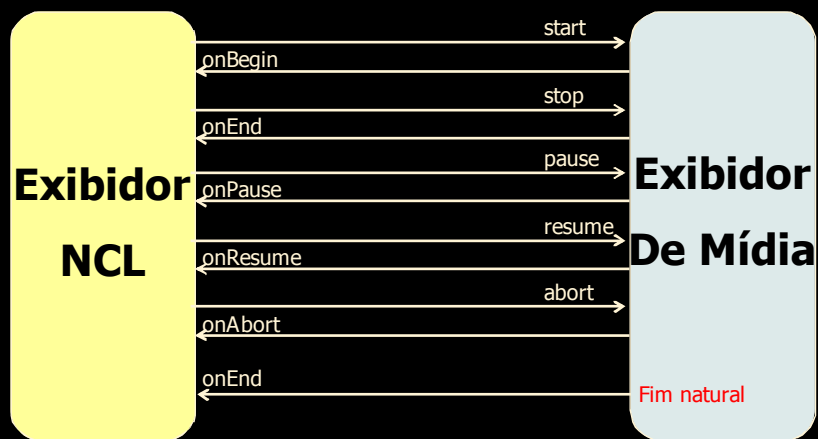 start
onBegin
stop
onEnd
pause
onPause
resume
onResume
abort
onAbort
onEnd
Fim natural
Exibidor
NCL
Exibidor
De Mídia